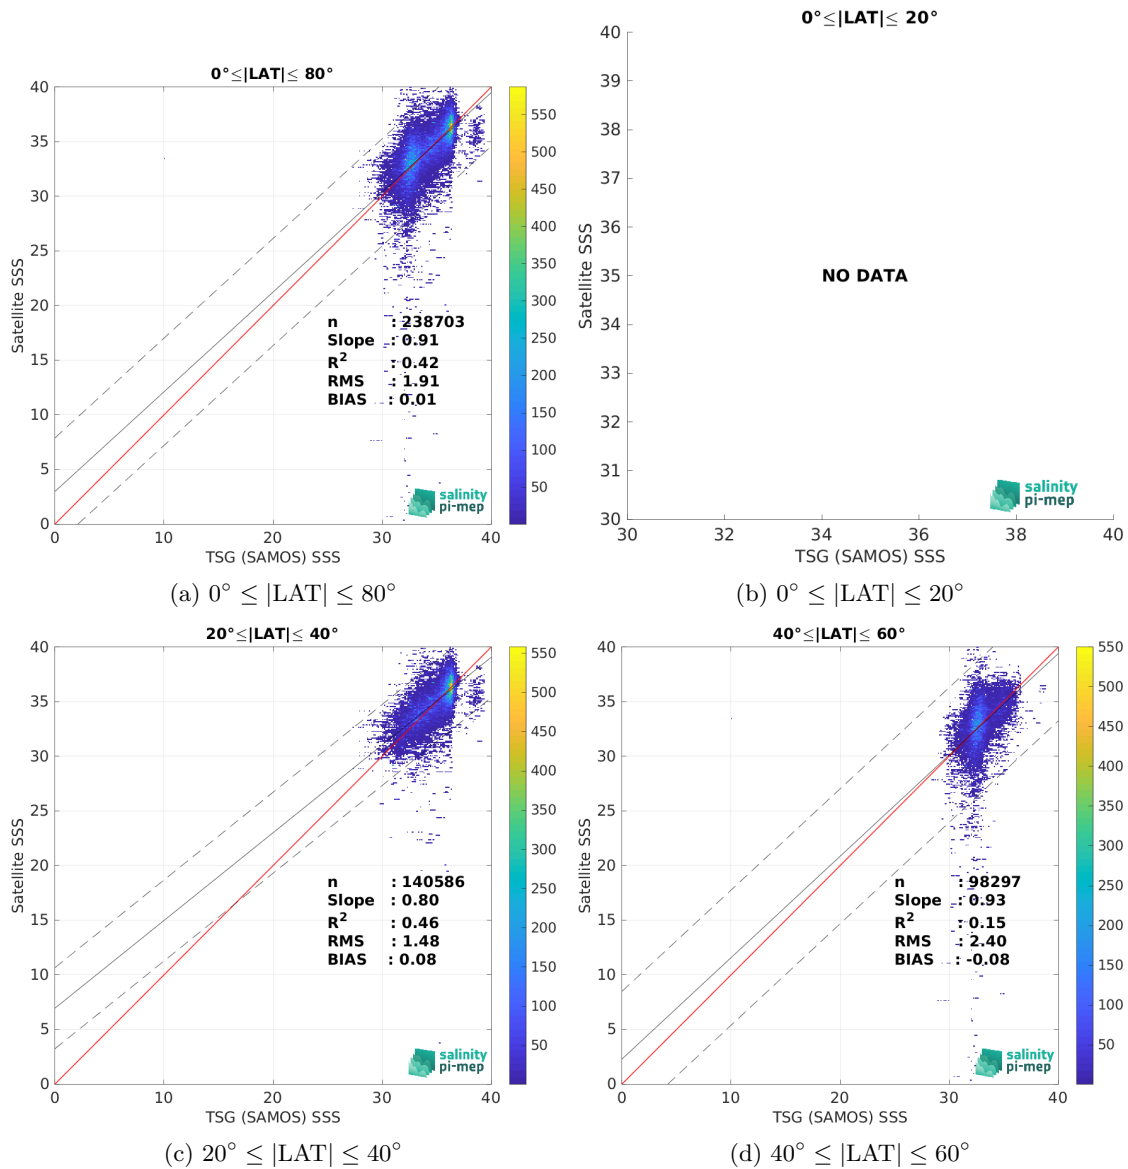 0°≤|LAT|≤ 80°
Satellite SSS
40
35
30
25
20
15
10
5
0
0
10
20
30
40
TSG (SAMOS) SSS
n : 238703
Slope : 0.91
R² : 0.42
RMS : 1.91
BIAS : 0.01
salinity
pi-mep
550
500
450
400
350
300
250
200
150
100
50
(a) 0° ≤ |LAT| ≤ 80°
0°≤|LAT|≤ 20°
Satellite SSS
40
39
38
37
36
35
34
33
32
31
30
30
32
34
36
38
40
TSG (SAMOS) SSS
NO DATA
salinity
pi-mep
(b) 0° ≤ |LAT| ≤ 20°
20°≤|LAT|≤ 40°
Satellite SSS
40
35
30
25
20
15
10
5
0
0
10
20
30
40
TSG (SAMOS) SSS
n : 140586
Slope : 0.80
R² : 0.46
RMS : 1.48
BIAS : 0.08
salinity
pi-mep
550
500
450
400
350
300
250
200
150
100
50
(c) 20° ≤ |LAT| ≤ 40°
40°≤|LAT|≤ 60°
Satellite SSS
40
35
30
25
20
15
10
5
0
0
10
20
30
40
TSG (SAMOS) SSS
n : 98297
Slope : 0.93
R² : 0.15
RMS : 2.40
BIAS : -0.08
salinity
pi-mep
550
500
450
400
350
300
250
200
150
100
50
(d) 40° ≤ |LAT| ≤ 60°